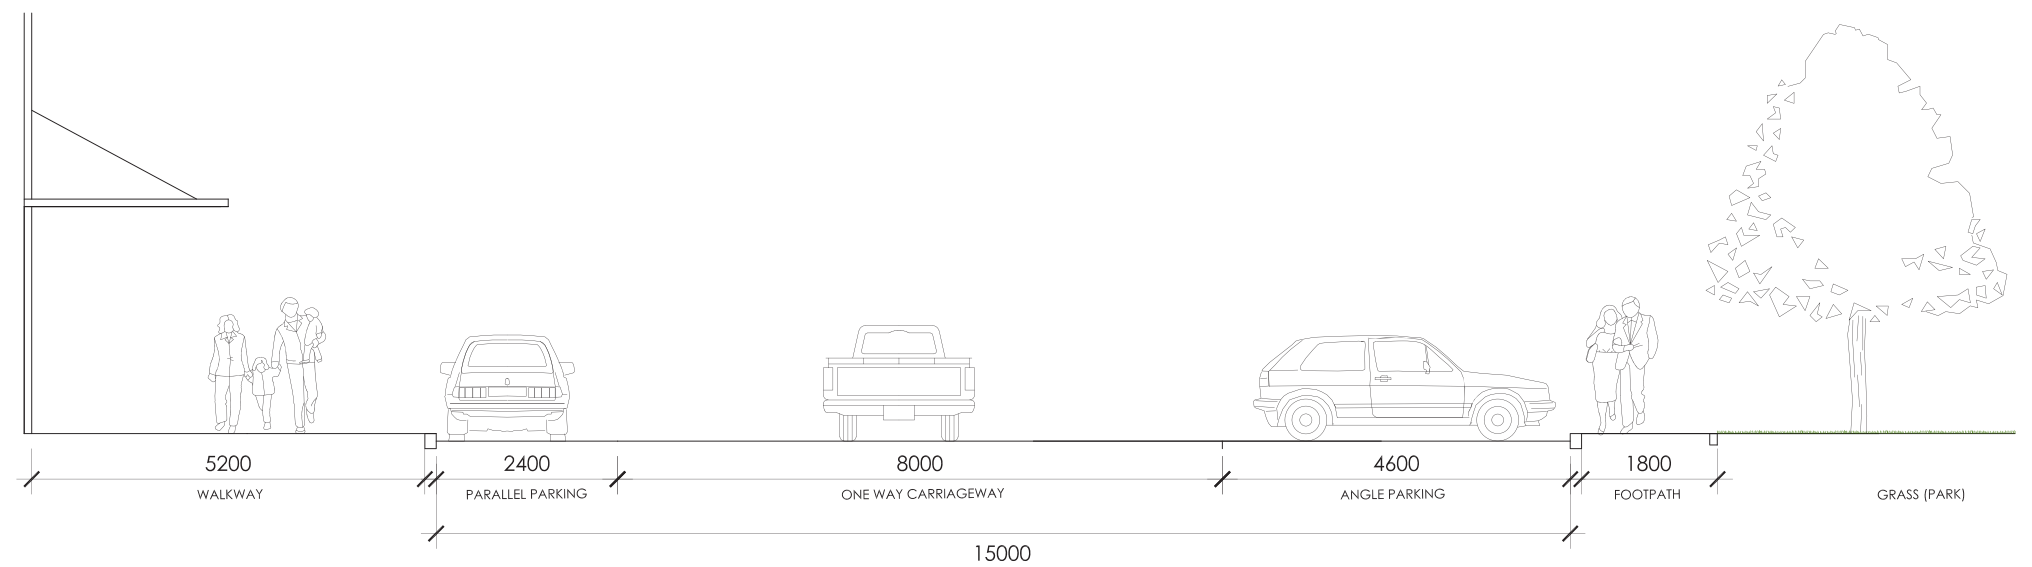 5200
2400
8000
4600
1800
WALKWAY
PARALLEL PARKING
ONE WAY CARRIAGEWAY
ANGLE PARKING
FOOTPATH
GRASS (PARK)
15000